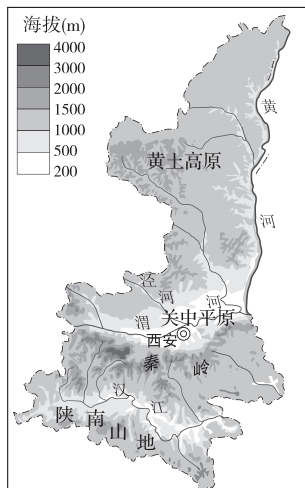 海拔(m)
4000
3000
2000
1500
1000
500
200
黄河
黄土高原
泾河
渭河
关中平原
西安
秦岭
汉江
陕南山地